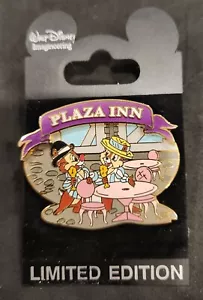 Walt Disney
Imagineering
PLAZA INN
LIMITED EDITION